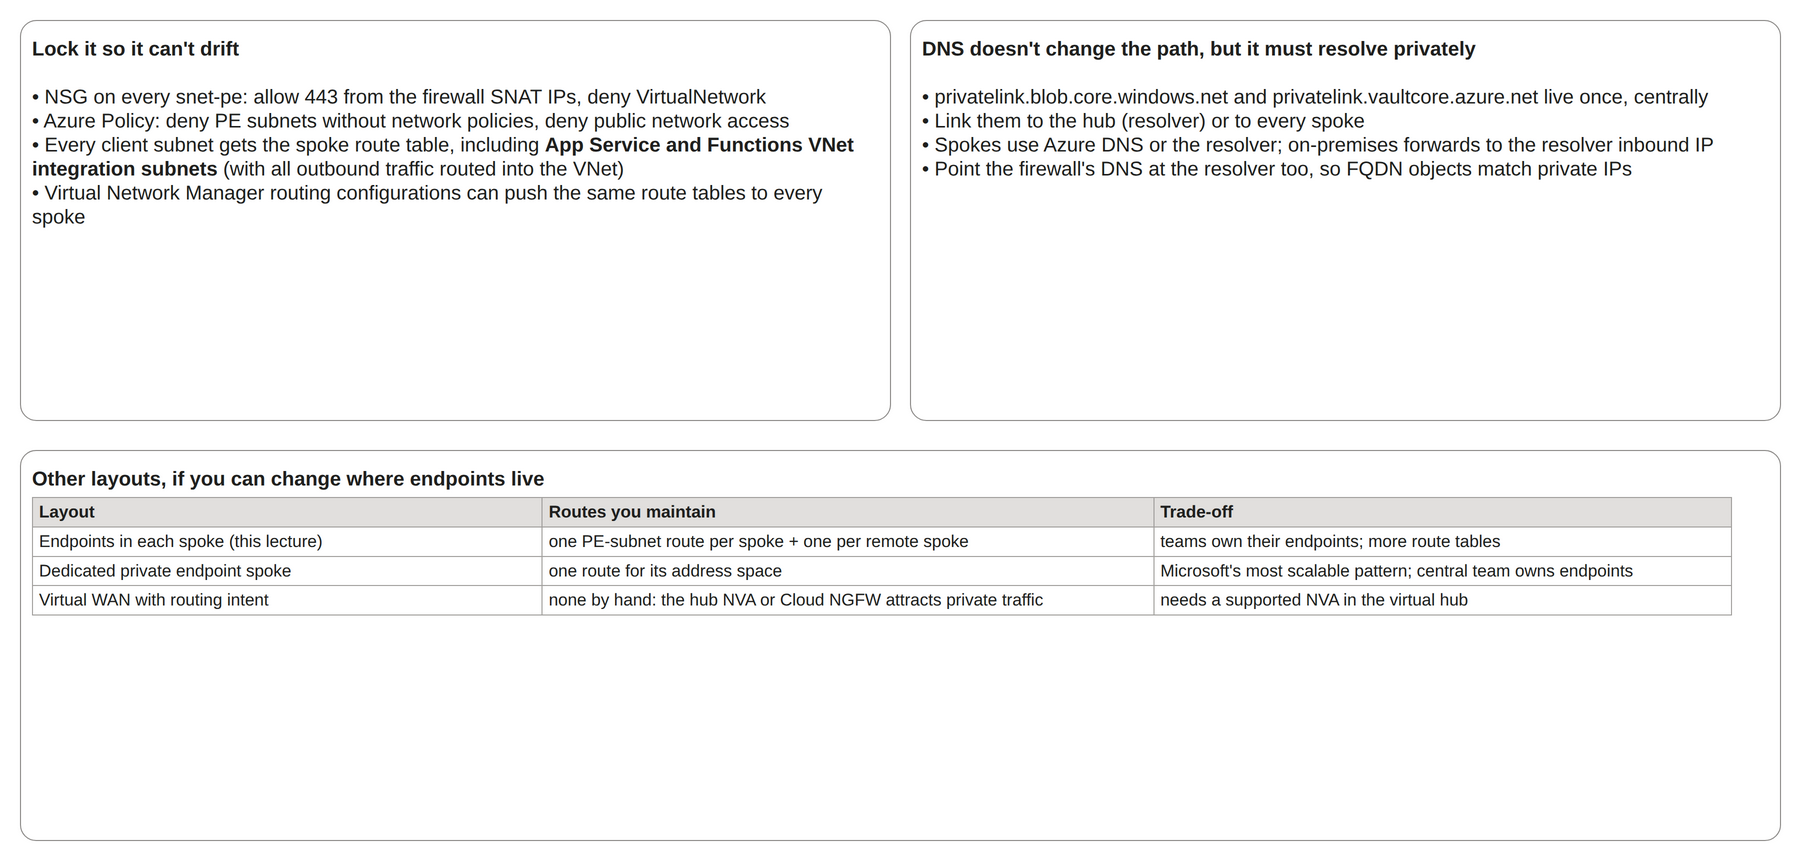 Lock it so it can't drift
• NSG on every snet-pe: allow 443 from the firewall SNAT IPs, deny VirtualNetwork
• Azure Policy: deny PE subnets without network policies, deny public network access
• Every client subnet gets the spoke route table, including App Service and Functions VNet
integration subnets (with all outbound traffic routed into the VNet)
• Virtual Network Manager routing configurations can push the same route tables to every
spoke
DNS doesn't change the path, but it must resolve privately
• privatelink.blob.core.windows.net and privatelink.vaultcore.azure.net live once, centrally
• Link them to the hub (resolver) or to every spoke
• Spokes use Azure DNS or the resolver; on-premises forwards to the resolver inbound IP
• Point the firewall's DNS at the resolver too, so FQDN objects match private IPs
Other layouts, if you can change where endpoints live
Layout Routes you maintain Trade-off
Endpoints in each spoke (this lecture) one PE-subnet route per spoke + one per remote spoke teams own their endpoints; more route tables
Dedicated private endpoint spoke one route for its address space Microsoft's most scalable pattern; central team owns endpoints
Virtual WAN with routing intent none by hand: the hub NVA or Cloud NGFW attracts private traffic needs a supported NVA in the virtual hub